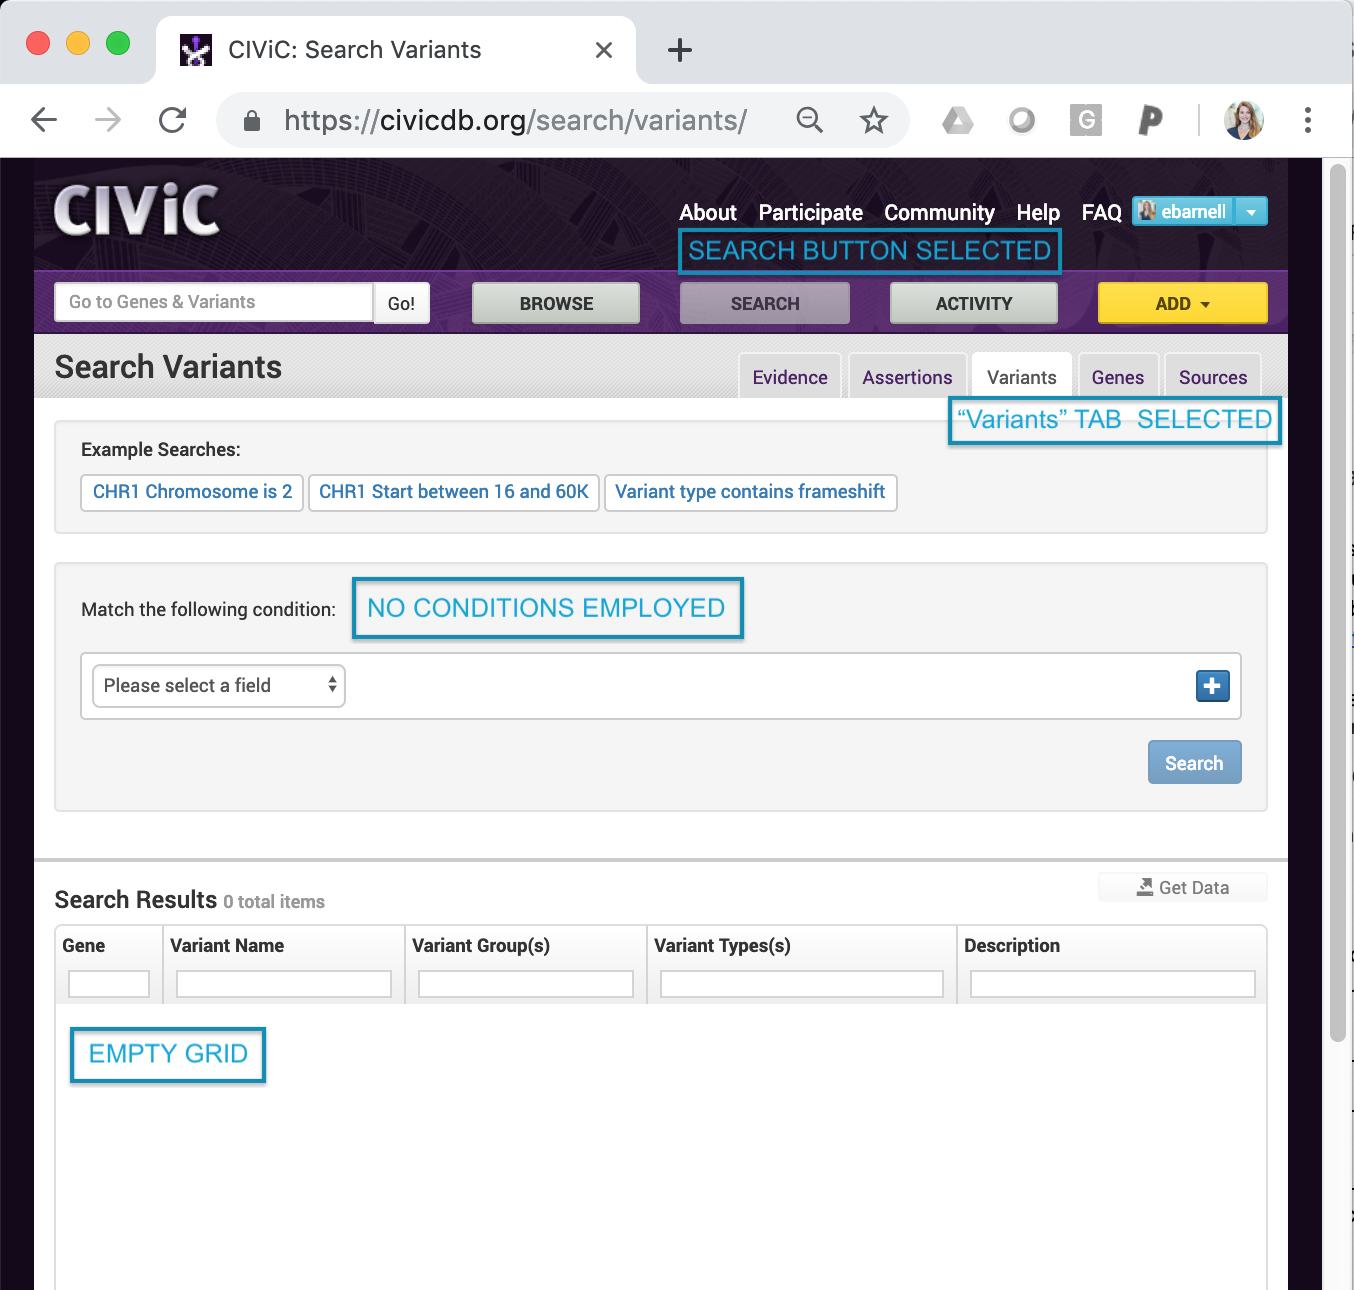 CIViC: Search Variants
https://civicdb.org/search/variants/
G
CIViC
About Participate Community Help FAQ ebarnell
SEARCH BUTTON SELECTED
Go to Genes & Variants Go! BROWSE SEARCH ACTIVITY ADD
Search Variants
Evidence Assertions Variants Genes Sources
“Variants” TAB SELECTED
Example Searches:
CHR1 Chromosome is 2 CHR1 Start between 16 and 60K Variant type contains frameshift
Match the following condition: NO CONDITIONS EMPLOYED
Please select a field
Search
Search Results 0 total items Get Data
Gene Variant Name Variant Group(s) Variant Types(s) Description
EMPTY GRID